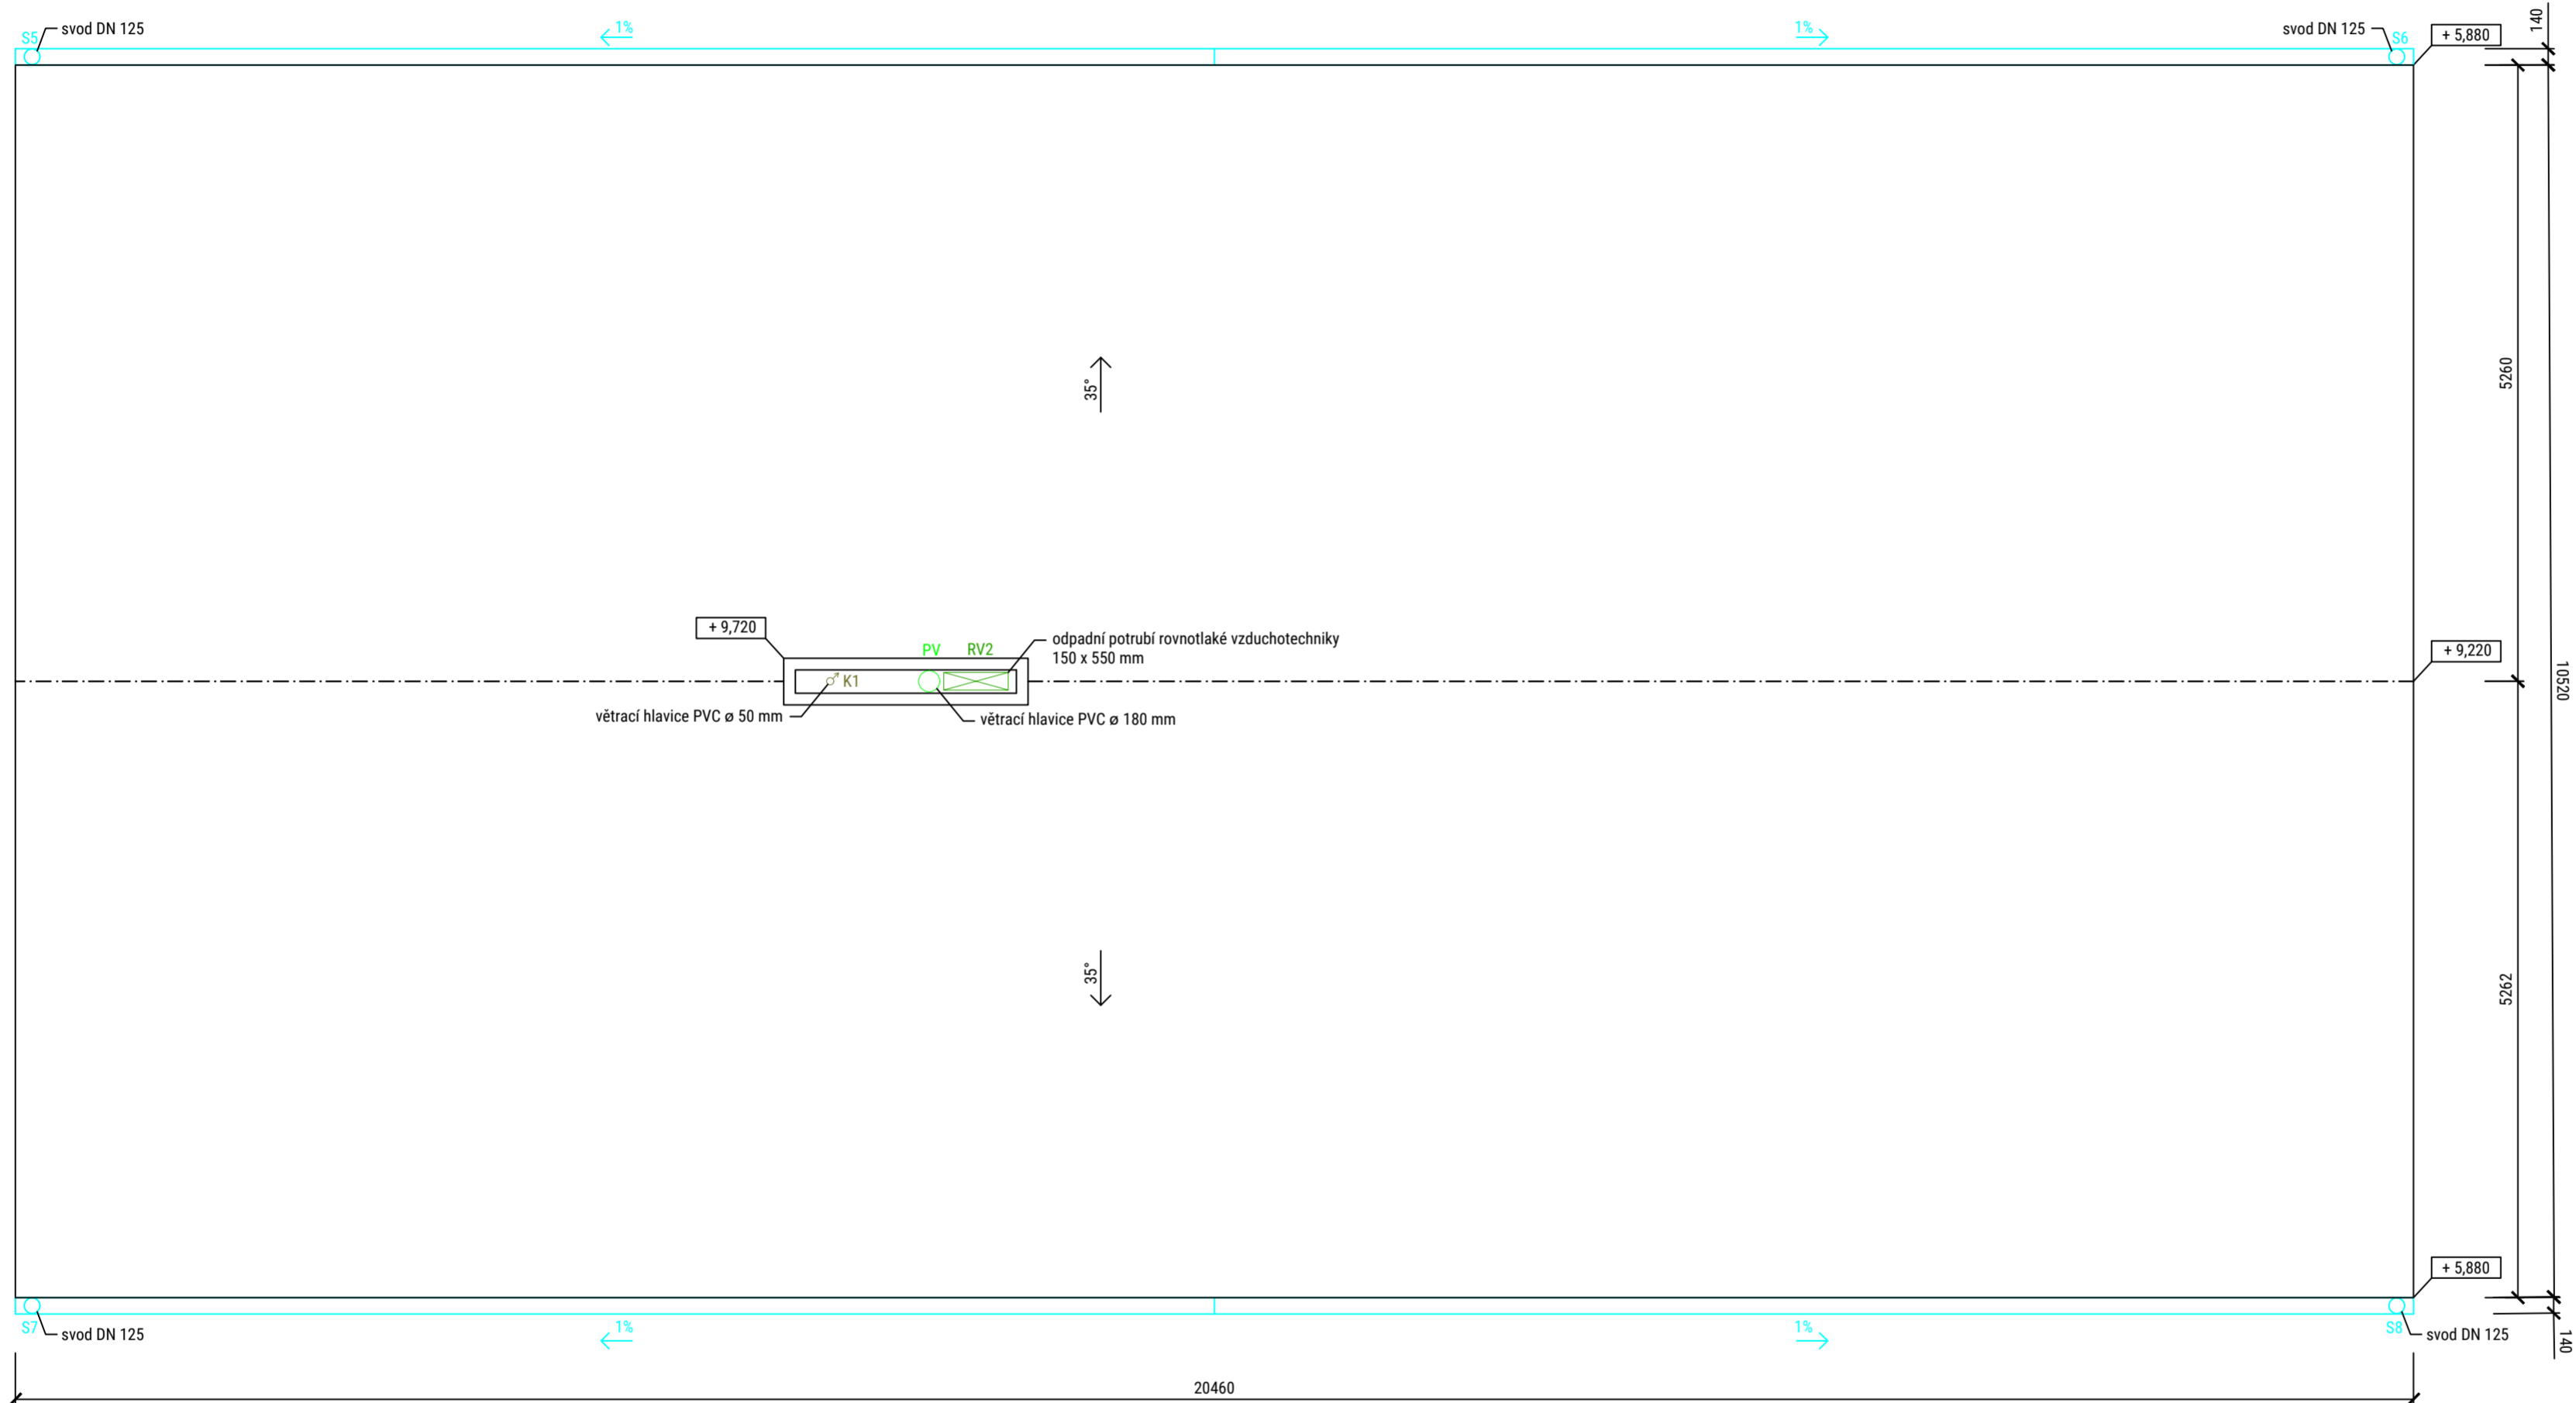 S5
svod DN 125
1%
1%
svod DN 125
S6
+ 5,880
140
35°
5260
+ 9,720
PV
RV2
odpadní potrubí rovnotlaké vzduchotechniky
150 x 550 mm
+ 9,220
10520
K1
větrací hlavice PVC ø 50 mm
větrací hlavice PVC ø 180 mm
35°
5262
+ 5,880
S7
svod DN 125
1%
1%
S8
svod DN 125
140
20460